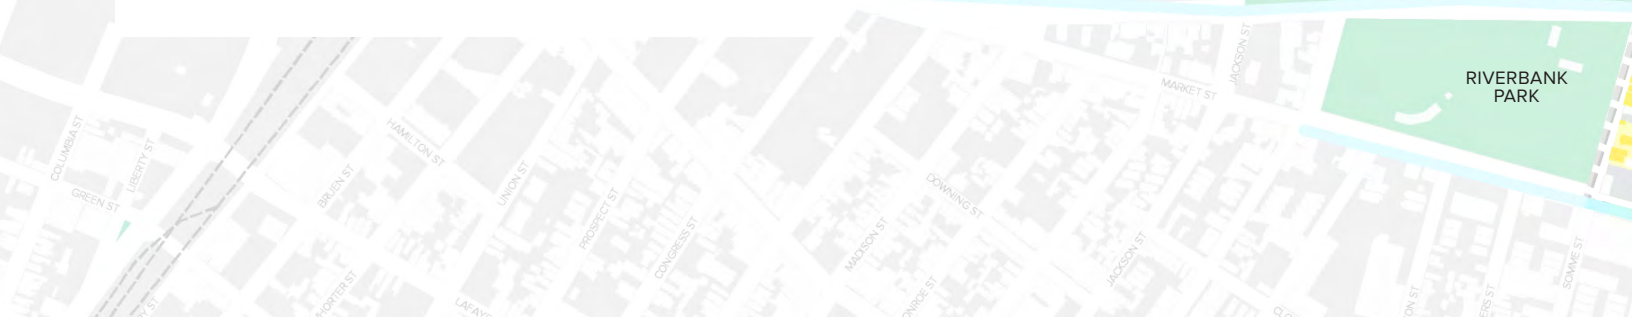 RIVERBANK
PARK
JACKSON ST
MARKET ST
COLUMBIA ST
LIBERTY ST
HAMILTON ST
GREEN ST
BRUEN ST
UNION ST
PROSPECT ST
CONGRESS ST
DOWNING ST
MADISON ST
JACKSON ST
SOMME ST